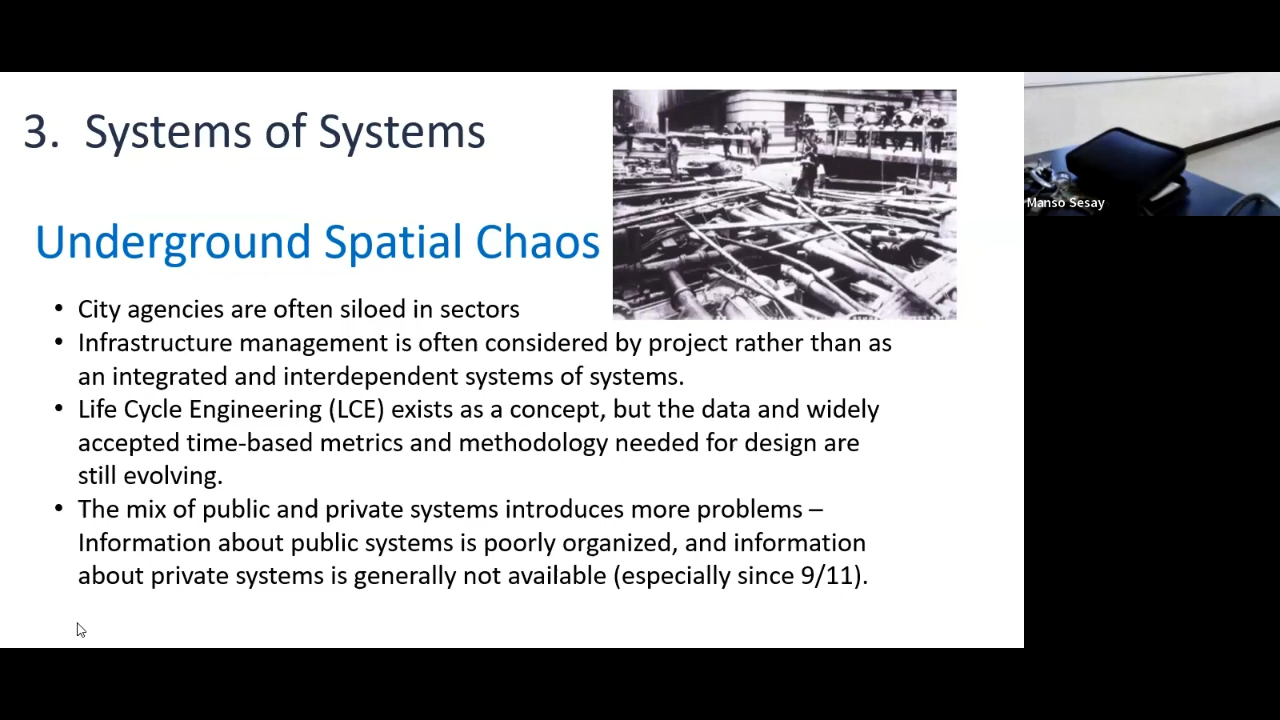 3. Systems of Systems
Underground Spatial Chaos
• City agencies are often siloed in sectors
• Infrastructure management is often considered by project rather than as
an integrated and interdependent systems of systems.
• Life Cycle Engineering (LCE) exists as a concept, but the data and widely
accepted time-based metrics and methodology needed for design are
still evolving.
• The mix of public and private systems introduces more problems –
Information about public systems is poorly organized, and information
about private systems is generally not available (especially since 9/11).
Manso Sesay